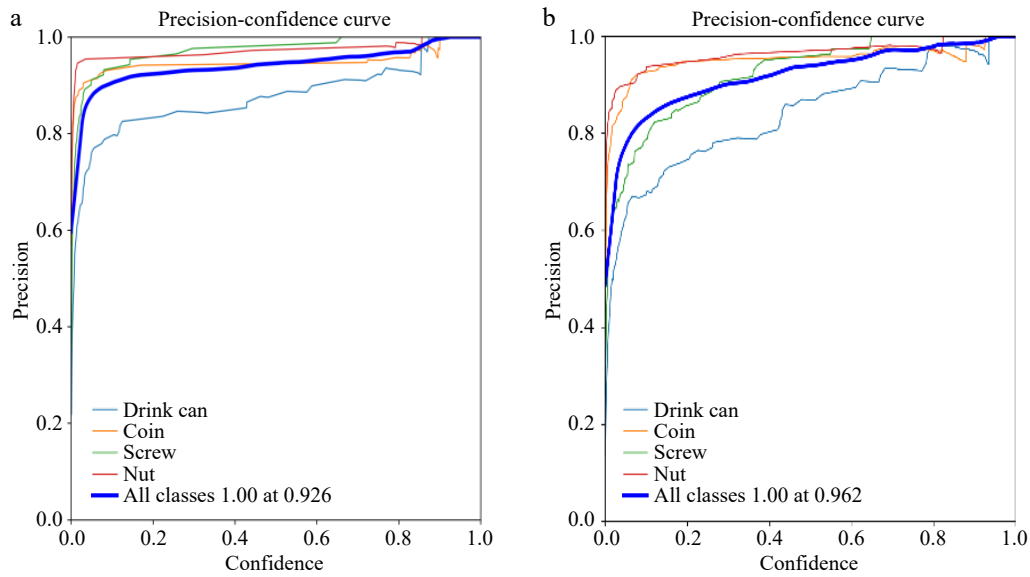 a
Precision-confidence curve
1.0
0.8
0.6
0.4
0.2
0.0
Precision
Drink can
Coin
Screw
Nut
All classes 1.00 at 0.926
0.0 0.2 0.4 0.6 0.8 1.0
Confidence
b
Precision-confidence curve
1.0
0.8
0.6
0.4
0.2
0.0
Precision
Drink can
Coin
Screw
Nut
All classes 1.00 at 0.962
0.0 0.2 0.4 0.6 0.8 1.0
Confidence